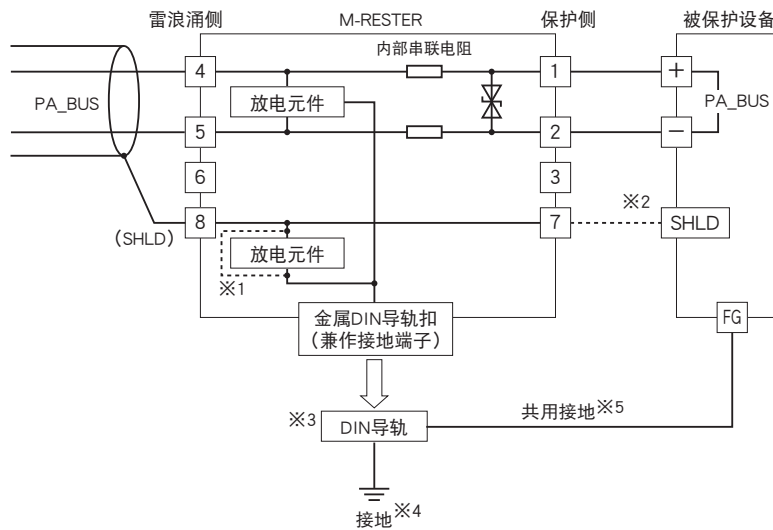 雷浪涌侧 M-RESTER 保护侧 被保护设备
内部串联电阻
4 1 +
PA_BUS 放电元件 PA_BUS
5 2 −
6 3
※2
8 7 SHLD
(SHLD) 放电元件
※1
金属DIN导轨扣
(兼作接地端子)
FG
※3 DIN导轨 共用接地※5
接地※4